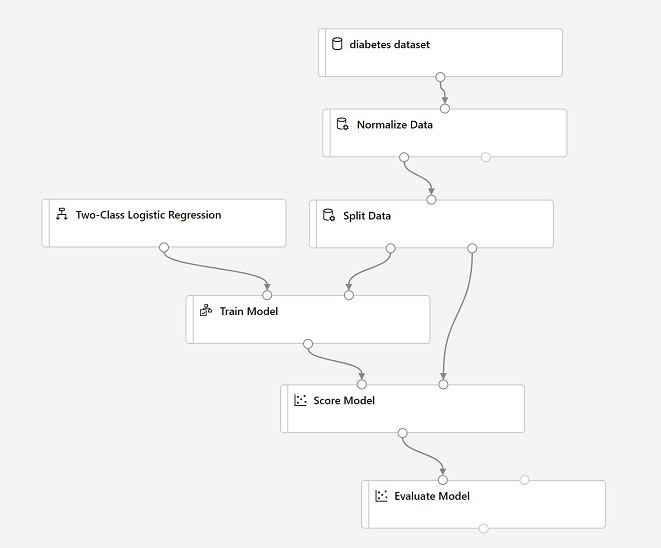 diabetes dataset
Normalize Data
Two-Class Logistic Regression
Split Data
Train Model
Score Model
Evaluate Model